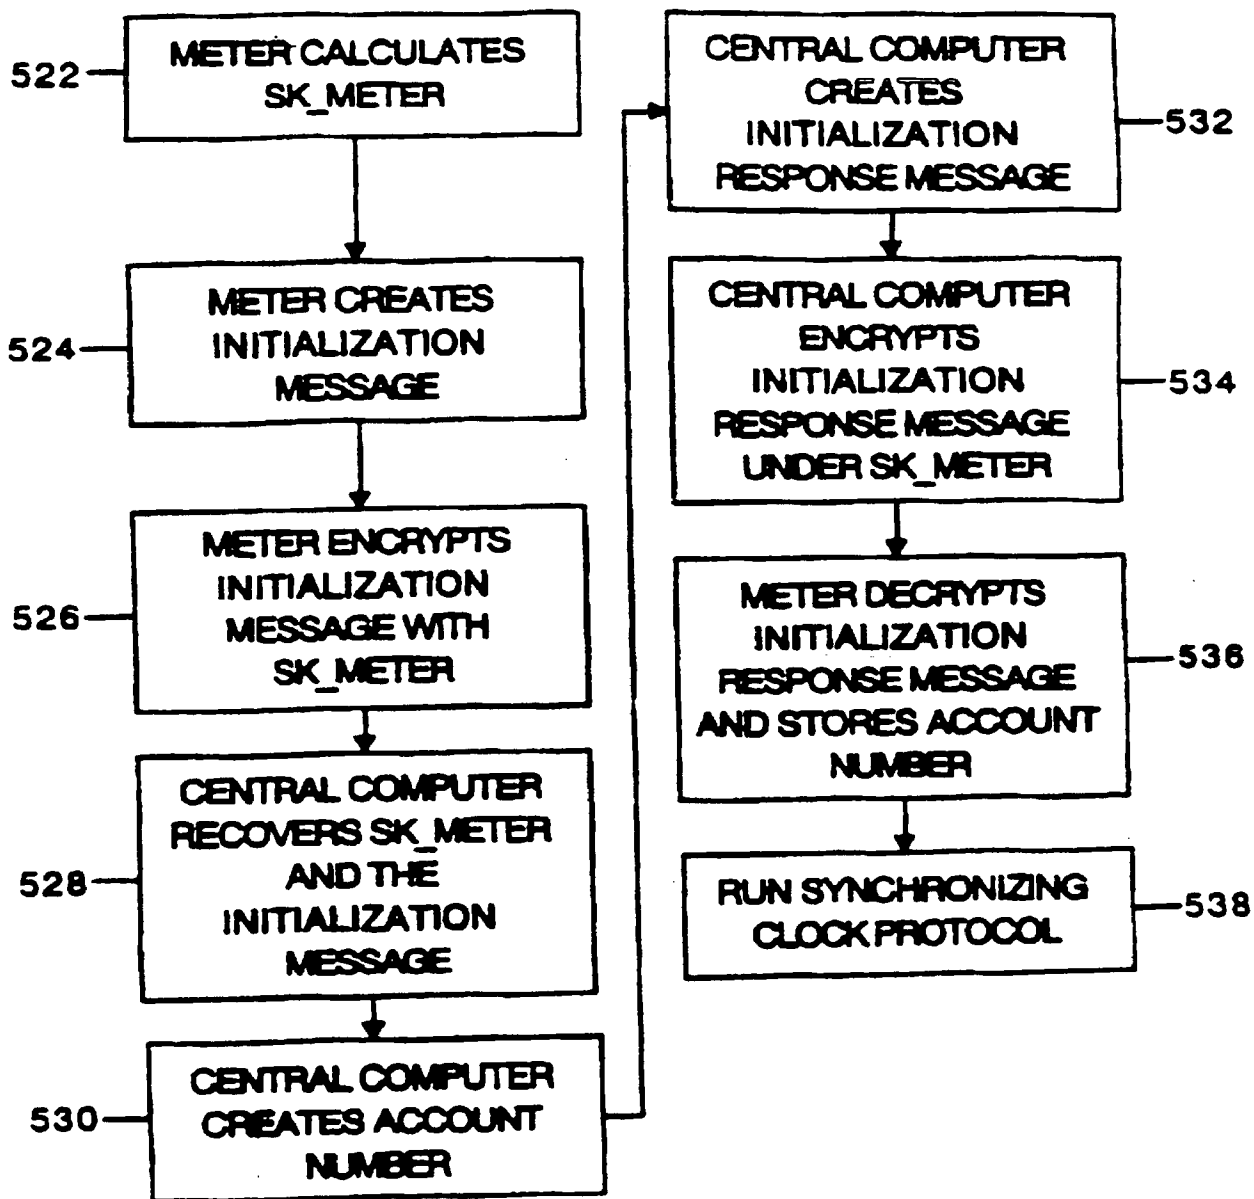 522
METER CALCULATES
SK_METER
524
METER CREATES
INITIALIZATION
MESSAGE
526
METER ENCRYPTS
INITIALIZATION
MESSAGE WITH
SK_METER
528
CENTRAL COMPUTER
RECOVERS SK_METER
AND THE
INITIALIZATION
MESSAGE
530
CENTRAL COMPUTER
CREATES ACCOUNT
NUMBER
CENTRAL COMPUTER
CREATES
INITIALIZATION
RESPONSE MESSAGE
532
CENTRAL COMPUTER
ENCRYPTS
INITIALIZATION
RESPONSE MESSAGE
UNDER SK_METER
534
METER DECRYPTS
INITIALIZATION
RESPONSE MESSAGE
AND STORES ACCOUNT
NUMBER
536
RUN SYNCHRONIZING
CLOCK PROTOCOL
538